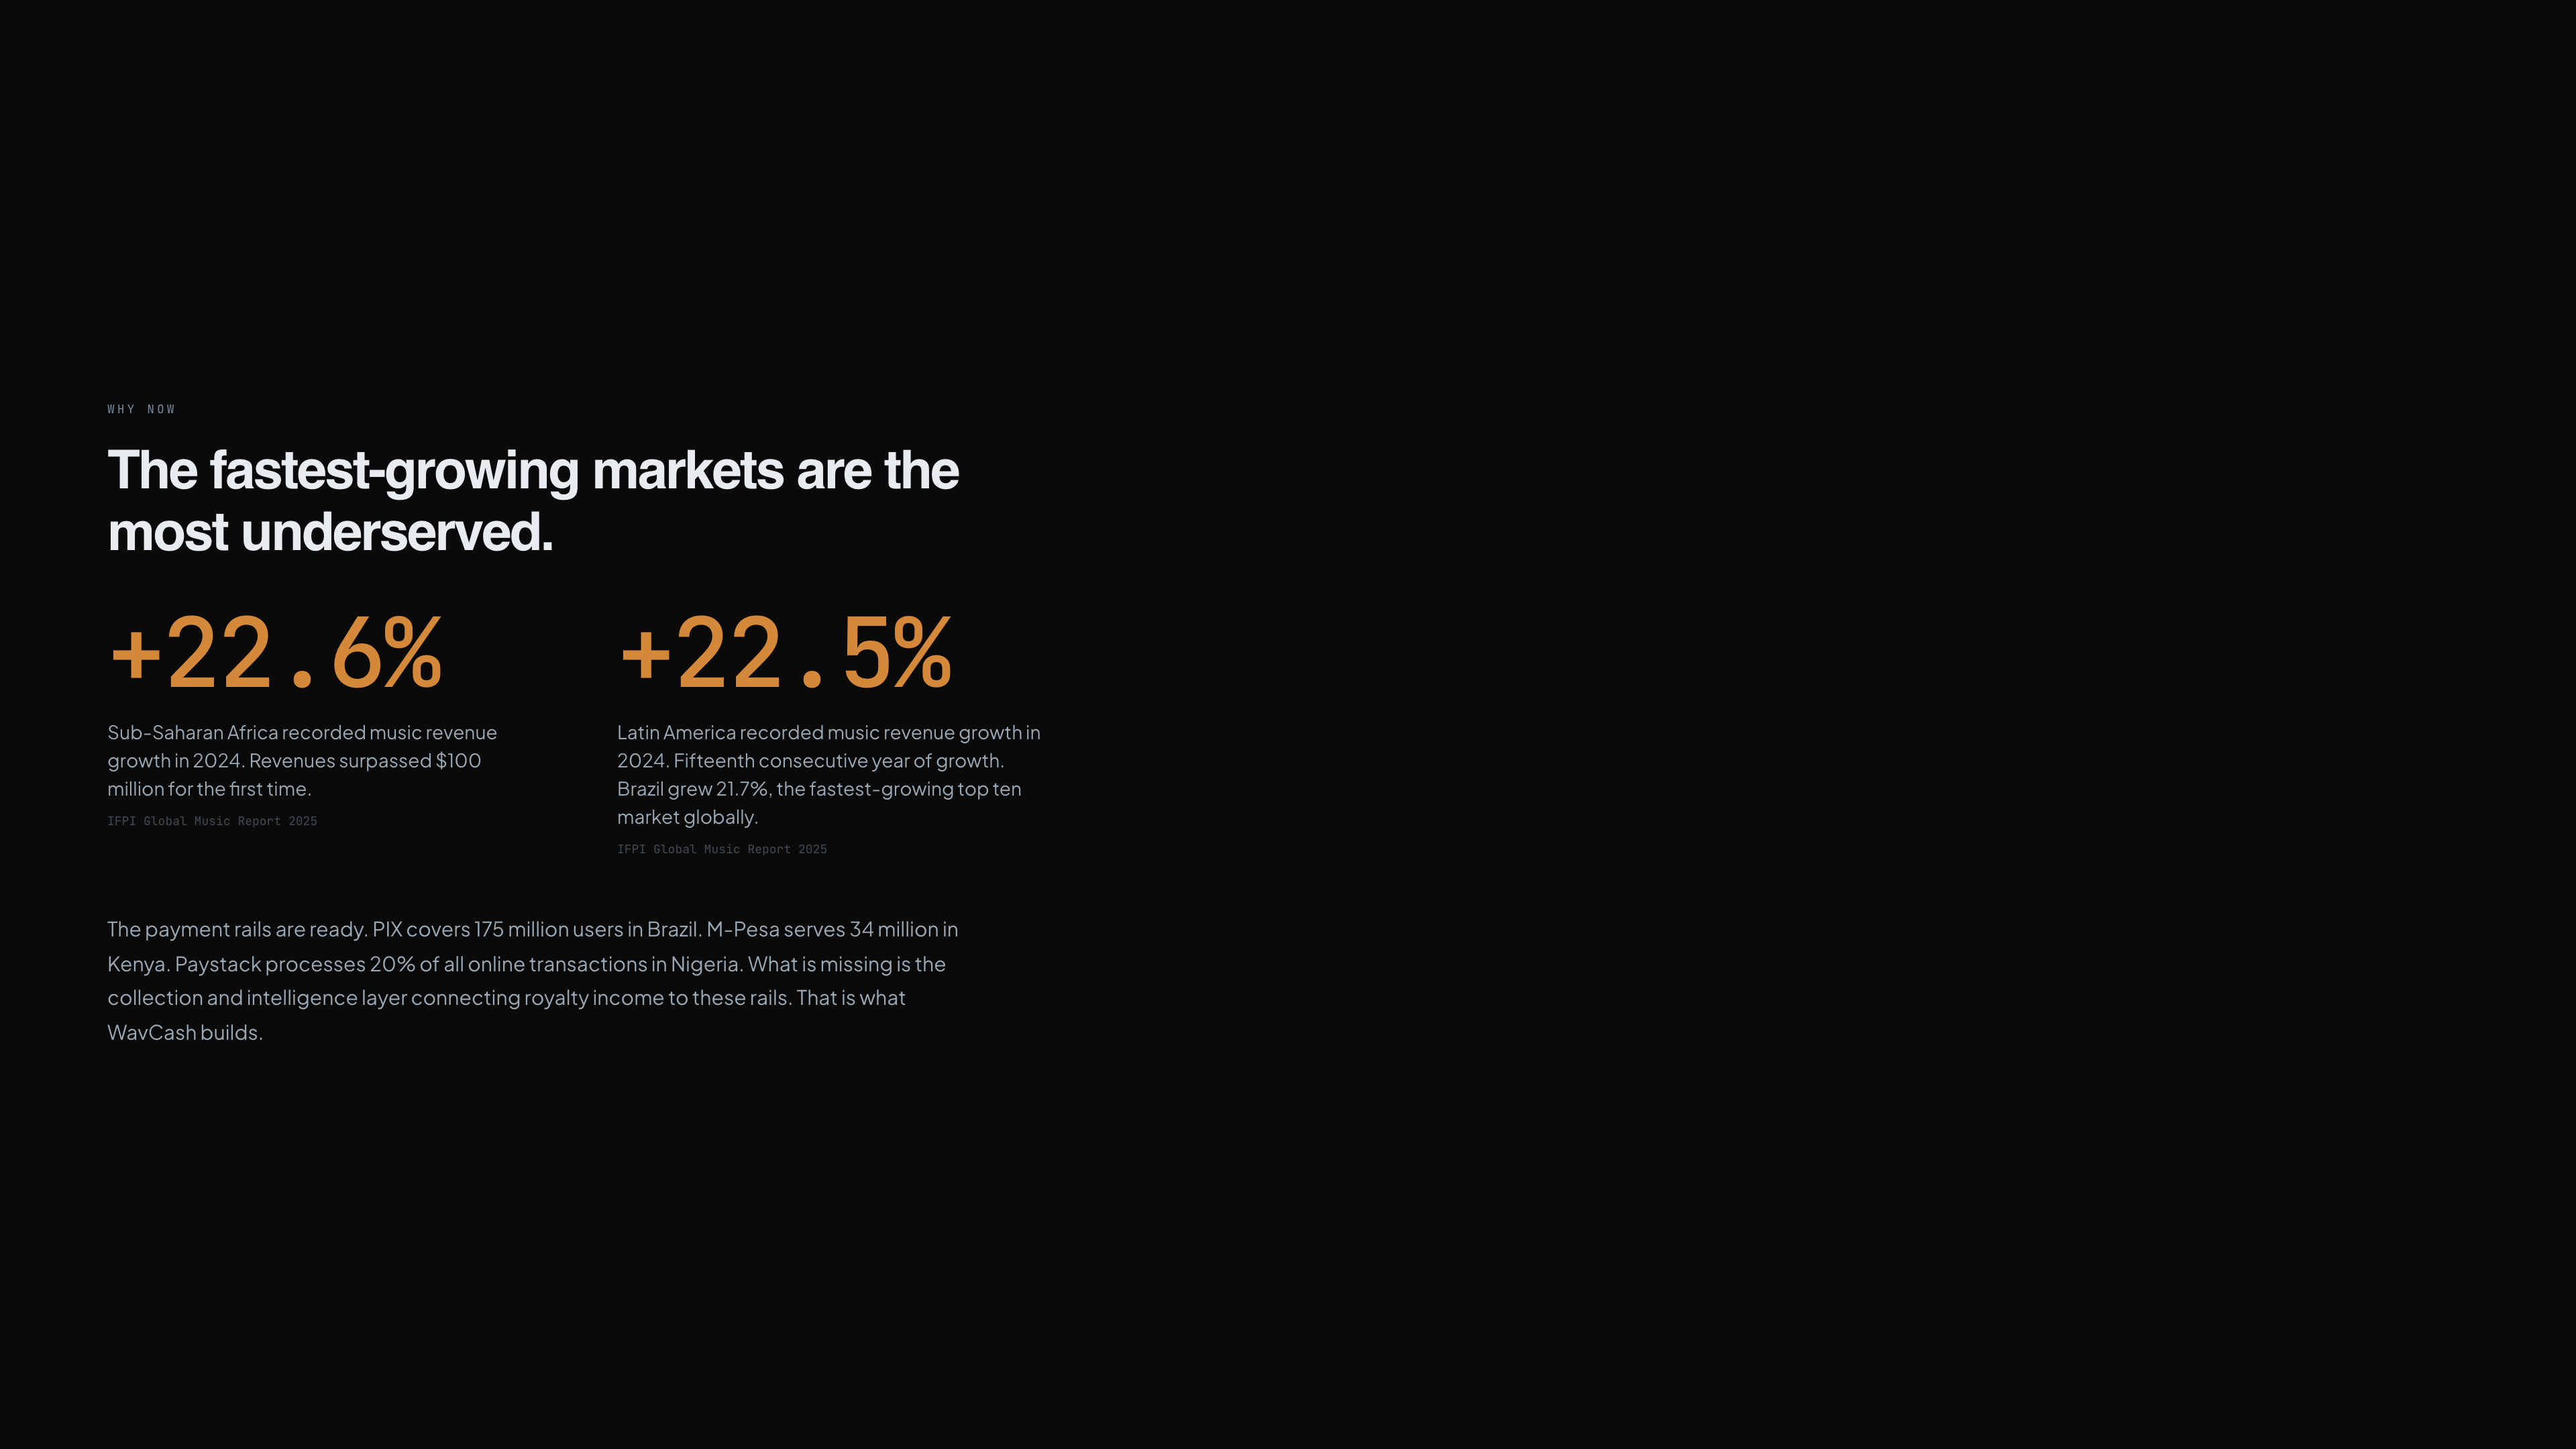 WHY NOW
The fastest-growing markets are the
most underserved.
+22.6%
Sub-Saharan Africa recorded music revenue
growth in 2024. Revenues surpassed $100
million for the first time.
IFPI Global Music Report 2025
+22.5%
Latin America recorded music revenue growth in
2024. Fifteenth consecutive year of growth.
Brazil grew 21.7%, the fastest-growing top ten
market globally.
IFPI Global Music Report 2025
The payment rails are ready. PIX covers 175 million users in Brazil. M-Pesa serves 34 million in
Kenya. Paystack processes 20% of all online transactions in Nigeria. What is missing is the
collection and intelligence layer connecting royalty income to these rails. That is what
WavCash builds.